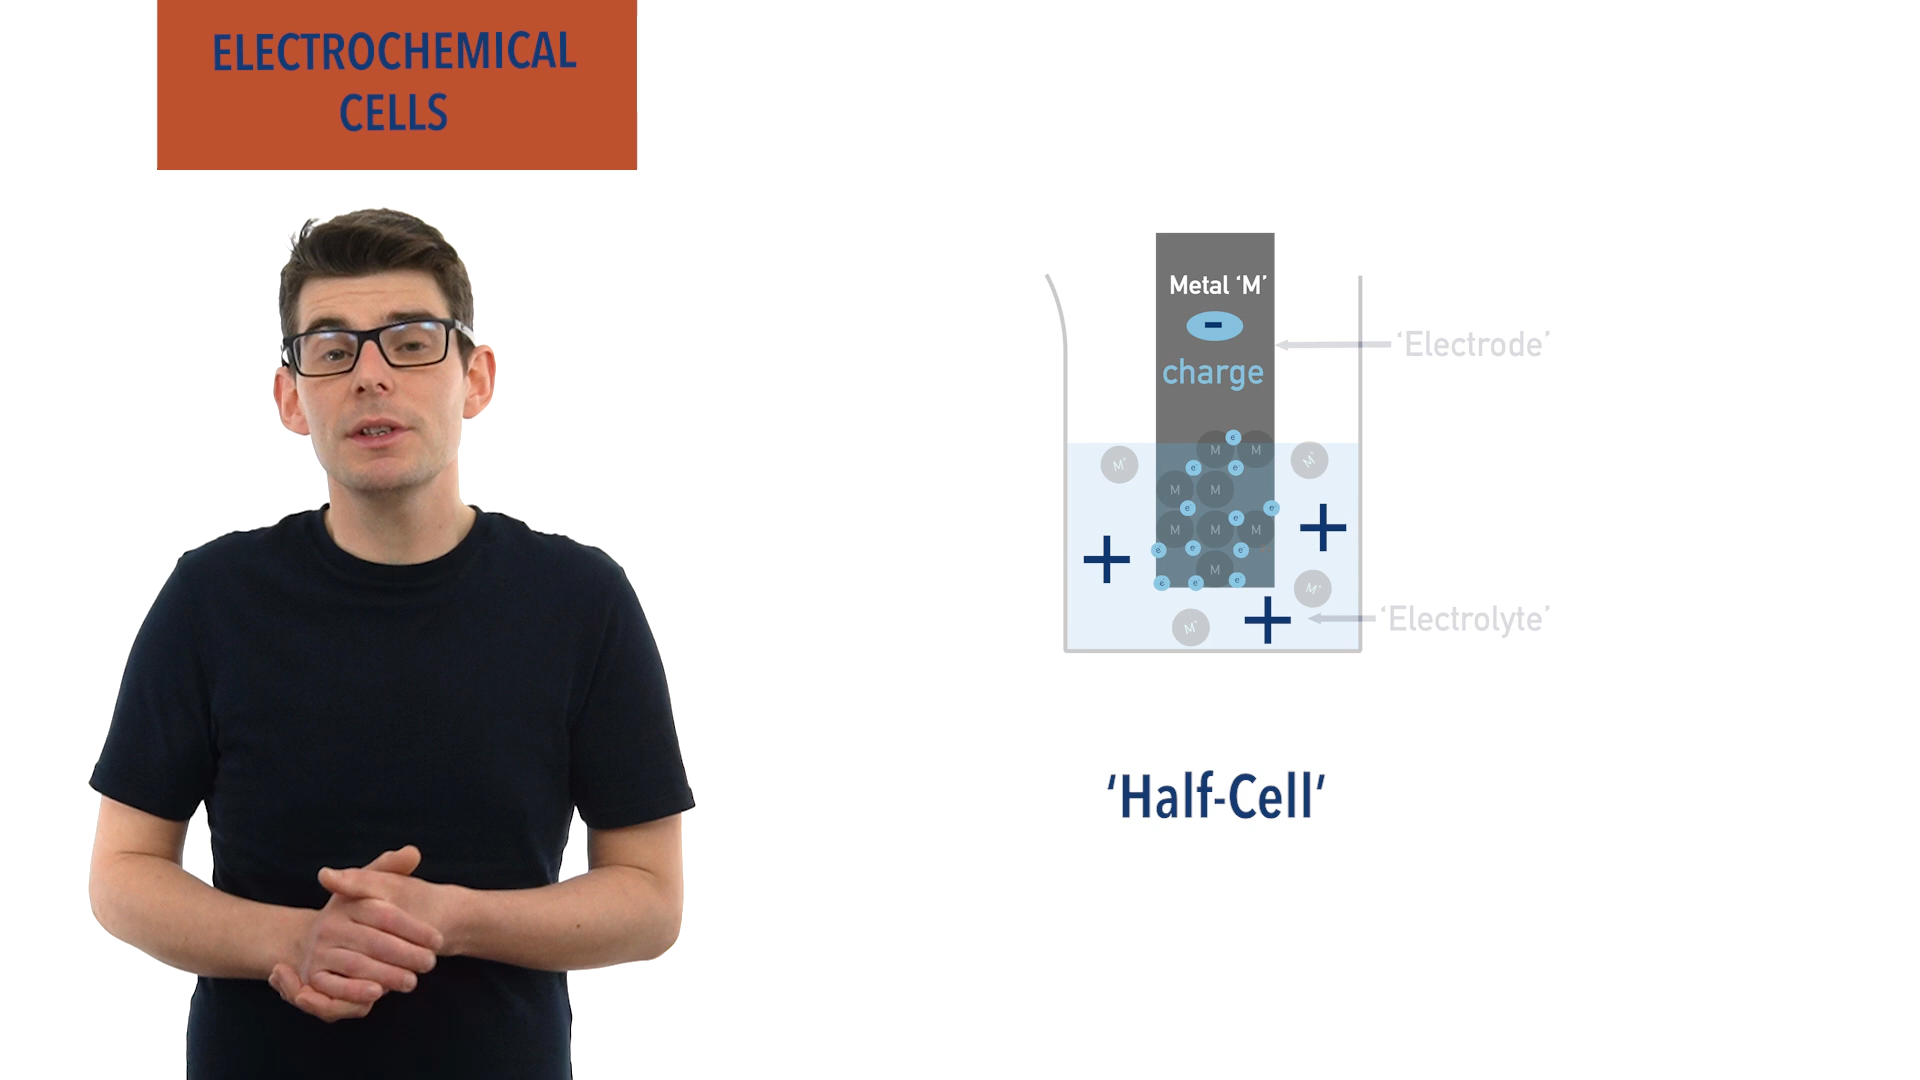 ELECTROCHEMICAL
CELLS
Metal ‘M’
-
charge
‘Electrode’
M M
M⁺ M⁺
M M
M M M
M
+ +
M⁺
M⁺
+
e⁻ e⁻ e⁻ e⁻ e⁻ e⁻ e⁻ e⁻ e⁻ e⁻ e⁻ e⁻
‘Electrolyte’
‘Half-Cell’